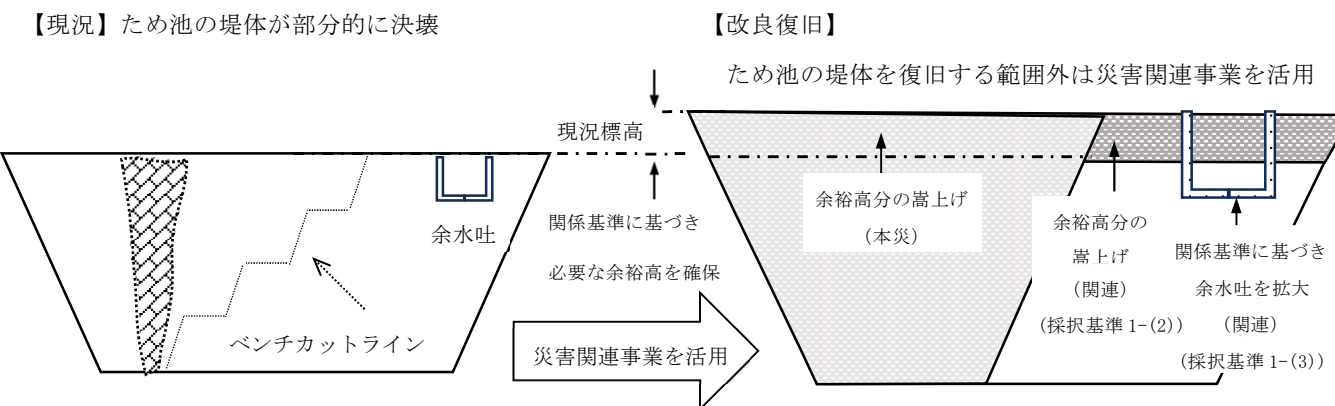 【現況】ため池の堤体が部分的に決壊
【改良復旧】
ため池の堤体を復旧する範囲外は災害関連事業を活用
現況標高
余水吐
ベンチカットライン
関係基準に基づき
必要な余裕高を確保
災害関連事業を活用
余裕高分の嵩上げ
(本災)
余裕高分の
嵩上げ
(関連)
(採択基準 1-(2))
関係基準に基づき
余水吐を拡大
(関連)
(採択基準 1-(3))